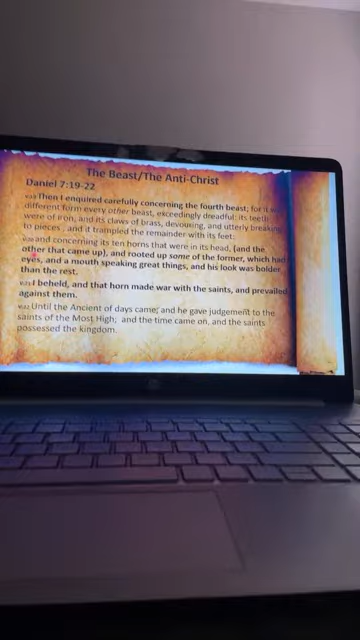 The Beast/The Anti-Christ
Daniel 7:19-22
v19 Then I enquired carefully concerning the fourth beast; for it was
different form every other beast, exceedingly dreadful: its teeth
were of iron, and its claws of brass, devouring, and utterly breaking
to pieces, and it trampled the remainder with its feet:
v20 and concerning its ten horns that were in its head, (and the
other that came up), and rooted up some of the former, which had
eyes, and a mouth speaking great things, and his look was bolder
than the rest.
v21 I beheld, and that horn made war with the saints, and prevailed
against them.
v22 Until the Ancient of days came; and he gave judgement to the
saints of the Most High; and the time came on, and the saints
possessed the kingdom.
hp